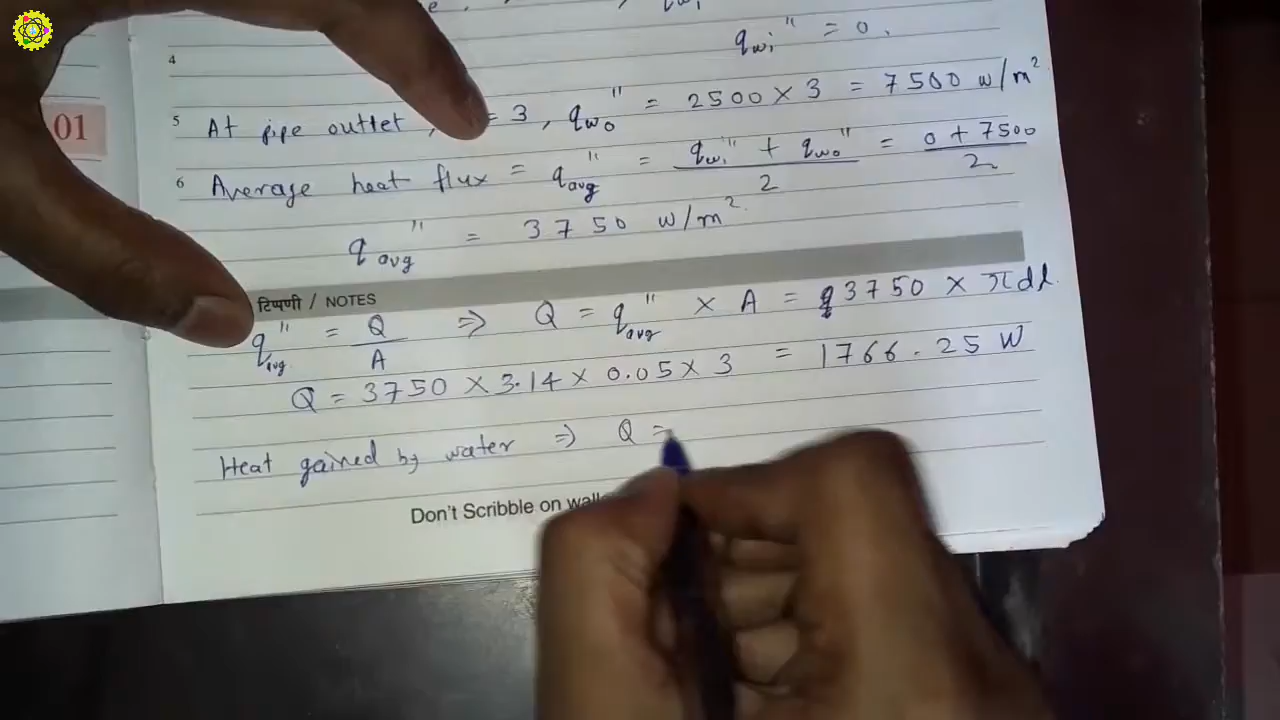 q_wi'' = 0.
4
5 At pipe outlet, = 3, q_wo'' = 2500 × 3 = 7500 w/m²
6 Average heat flux = q_avg'' = (q_wi'' + q_wo'')/2 = (0 + 7500)/2
q_avg'' = 3750 w/m².
01
टिप्पणी / NOTES
q_avg'' = Q/A ⇒ Q = q_avg'' × A = 3750 × πdl.
Q = 3750 × 3.14 × 0.05 × 3 = 1766.25 W
Heat gained by water ⇒ Q =
Don't Scribble on